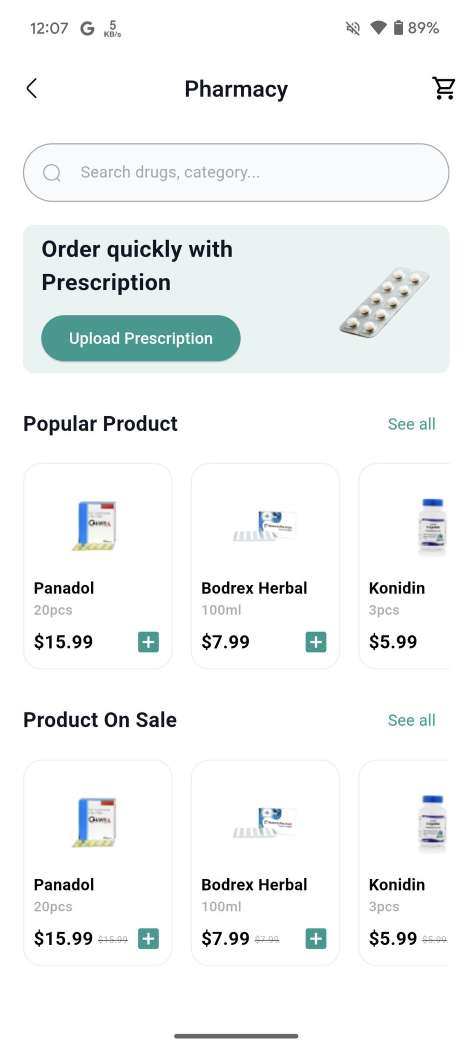 12:07 G 5 KB/s 89%
Pharmacy
Search drugs, category...
Order quickly with
Prescription
Upload Prescription
Popular Product
See all
Panadol
20pcs
$15.99
Bodrex Herbal
100ml
$7.99
Konidin
3pcs
$5.99
Product On Sale
See all
Panadol
20pcs
$15.99 $15.99
Bodrex Herbal
100ml
$7.99 $7.99
Konidin
3pcs
$5.99 $5.99